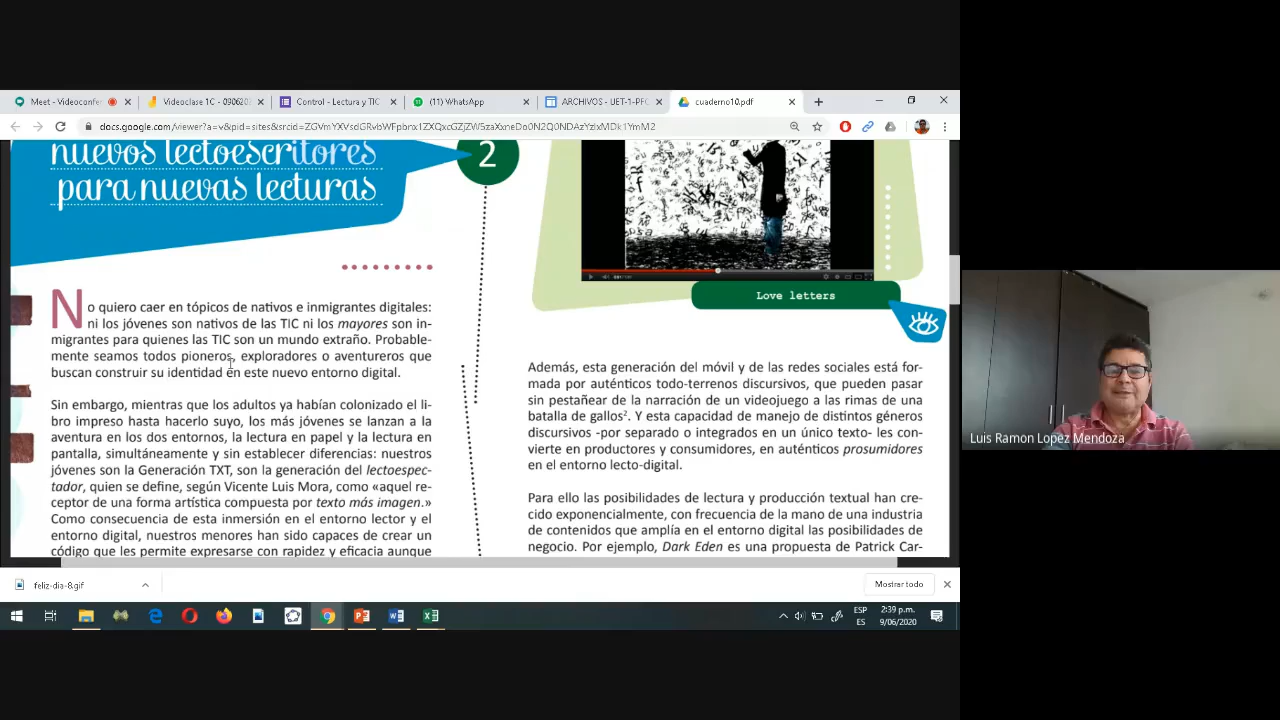 Meet - Videoconfer
Videoclase 1C - 090620
Control - Lectura y TIC
(11) WhatsApp
ARCHIVOS - UET-1-PFC
cuaderno10.pdf
nuevos lectoescritores
para nuevas lecturas
2
Love letters
No quiero caer en tópicos de nativos e inmigrantes digitales:
ni los jóvenes son nativos de las TIC ni los mayores son in-
migrantes para quienes las TIC son un mundo extraño. Probable-
mente seamos todos pioneros, exploradores o aventureros que
buscan construir su identidad en este nuevo entorno digital.
Sin embargo, mientras que los adultos ya habían colonizado el li-
bro impreso hasta hacerlo suyo, los más jóvenes se lanzan a la
aventura en los dos entornos, la lectura en papel y la lectura en
pantalla, simultáneamente y sin establecer diferencias: nuestros
jóvenes son la Generación TXT, son la generación del lectoespec-
tador, quien se define, según Vicente Luis Mora, como «aquel re-
ceptor de una forma artística compuesta por texto más imagen.»
Como consecuencia de esta inmersión en el entorno lector y el
entorno digital, nuestros menores han sido capaces de crear un
código que les permite expresarse con rapidez y eficacia aunque
Además, esta generación del móvil y de las redes sociales está for-
mada por auténticos todo-terrenos discursivos, que pueden pasar
sin pestañear de la narración de un videojuego a las rimas de una
batalla de gallos². Y esta capacidad de manejo de distintos géneros
discursivos -por separado o integrados en un único texto- les con-
vierte en productores y consumidores, en auténticos prosumidores
en el entorno lecto-digital.
Para ello las posibilidades de lectura y producción textual han cre-
cido exponencialmente, con frecuencia de la mano de una industria
de contenidos que amplía en el entorno digital las posibilidades de
negocio. Por ejemplo, Dark Eden es una propuesta de Patrick Car-
Luis Ramon Lopez Mendoza
feliz-dia-8.gif
Mostrar todo
ESP
ES
2:39 p.m.
9/06/2020